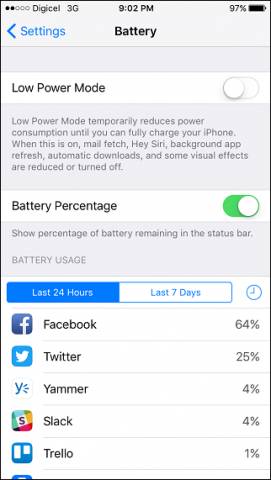 Digicel 3G 9:02 PM 97%
Settings Battery
Low Power Mode
Low Power Mode temporarily reduces power
consumption until you can fully charge your iPhone.
When this is on, mail fetch, Hey Siri, background app
refresh, automatic downloads, and some visual effects
are reduced or turned off.
Battery Percentage
Show percentage of battery remaining in the status bar.
BATTERY USAGE
Last 24 Hours Last 7 Days
Facebook 64%
Twitter 25%
Yammer 4%
Slack 4%
Trello 1%